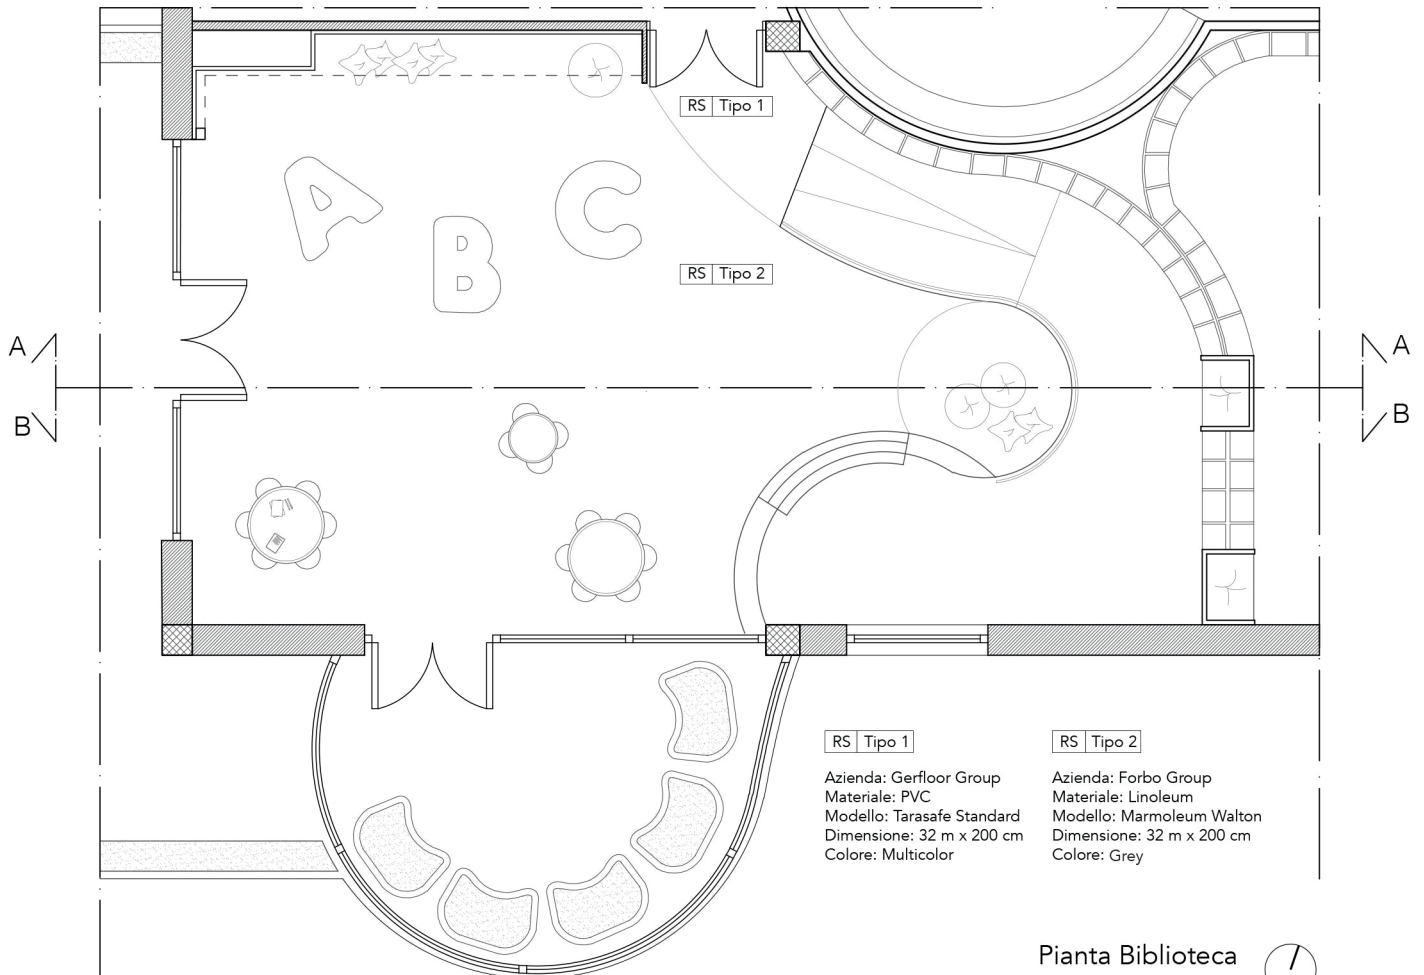 RS Tipo 1
A B C
RS Tipo 2
A
A
B
B
RS Tipo 1
Azienda: Gerfloor Group
Materiale: PVC
Modello: Tarasafe Standard
Dimensione: 32 m x 200 cm
Colore: Multicolor
RS Tipo 2
Azienda: Forbo Group
Materiale: Linoleum
Modello: Marmoleum Walton
Dimensione: 32 m x 200 cm
Colore: Grey
Pianta Biblioteca